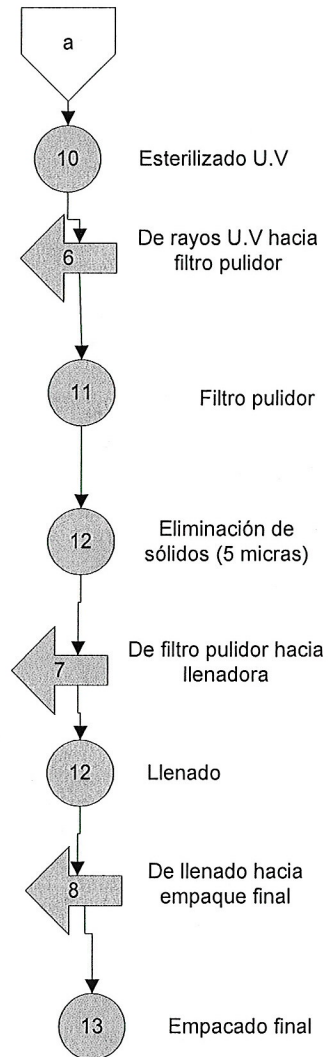 a
10
Esterilizado U.V
De rayos U.V hacia
filtro pulidor
6
11
Filtro pulidor
12
Eliminación de
sólidos (5 micras)
De filtro pulidor hacia
llenadora
7
12
Llenado
De llenado hacia
empaque final
8
13
Empacado final